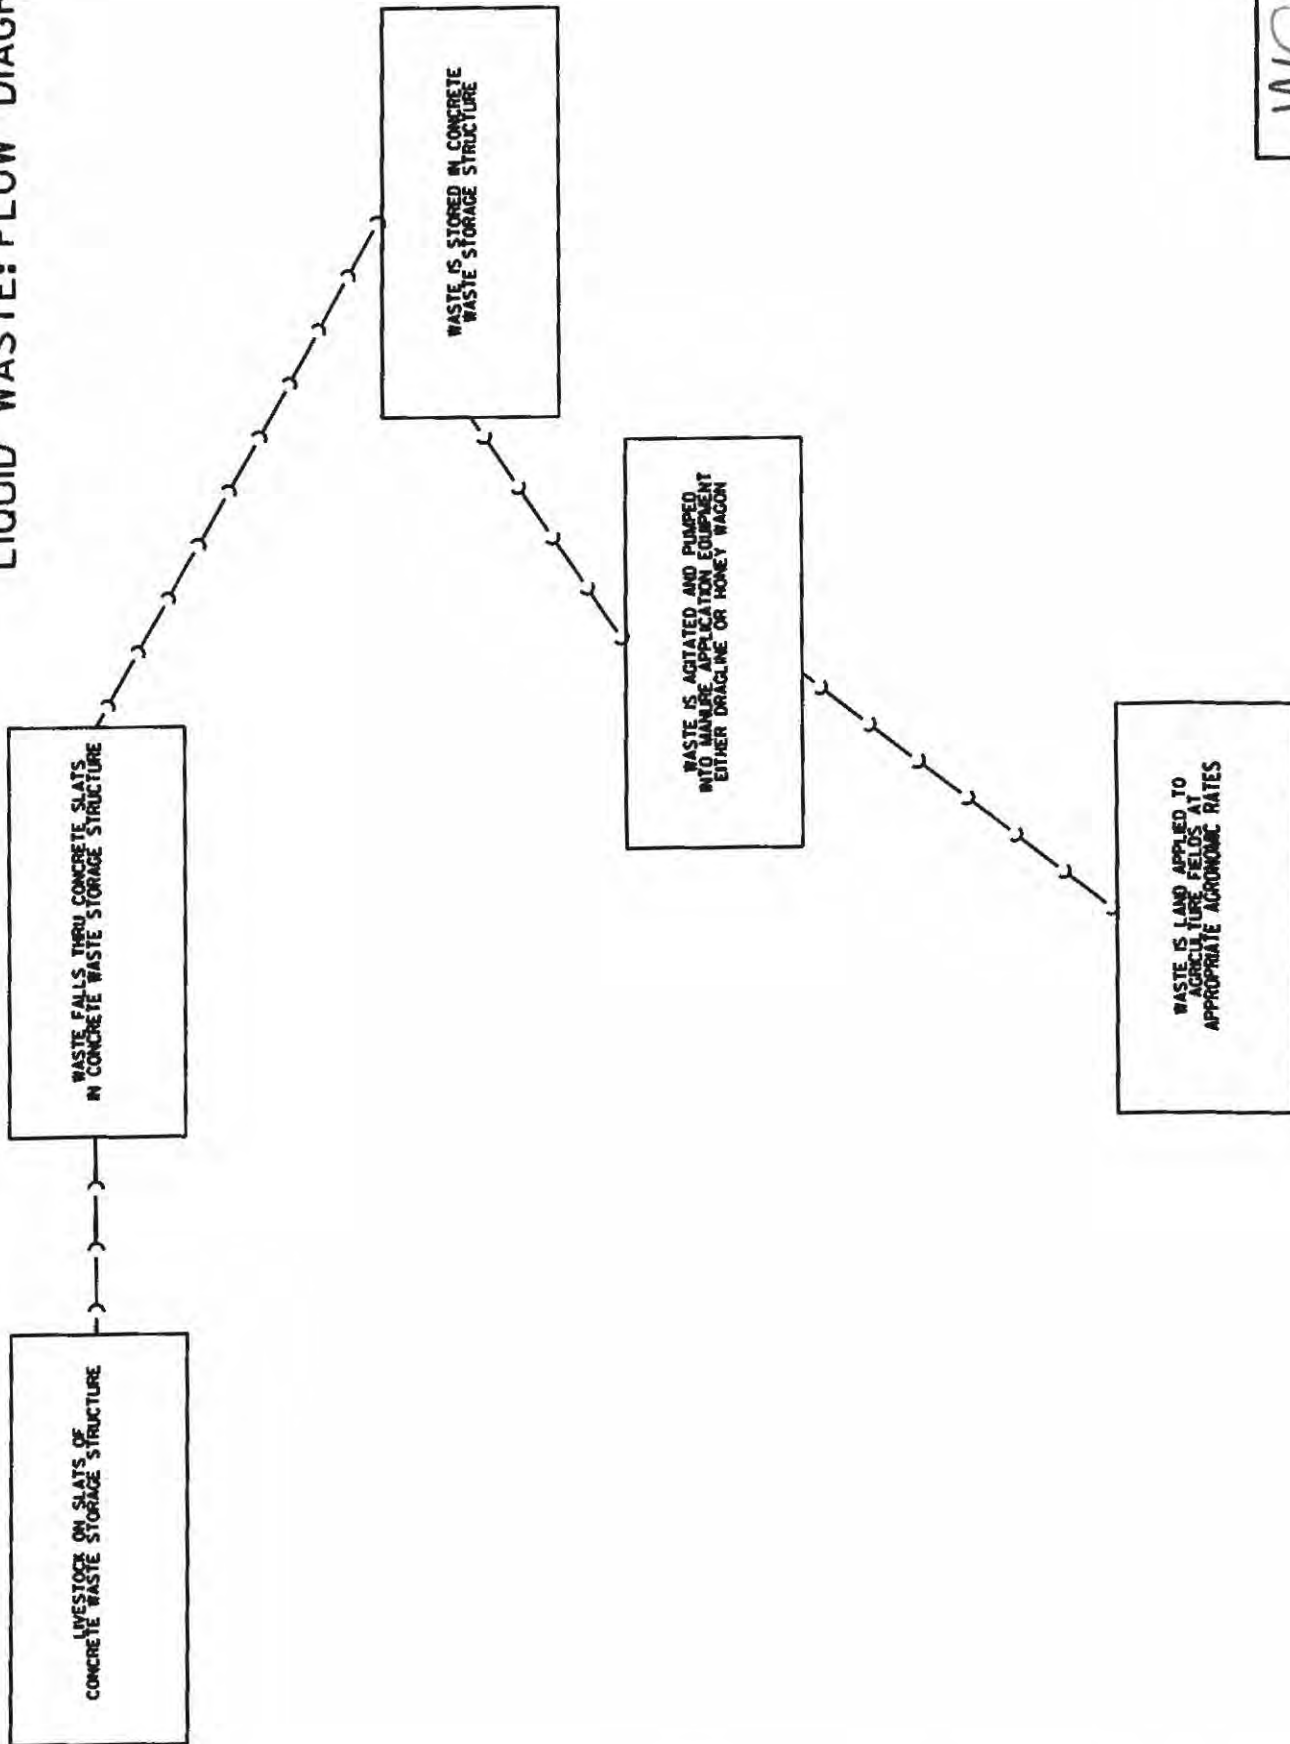 LIQUID WASTE: FLOW
LIVESTOCK ON SLATS OF
CONCRETE WASTE STORAGE STRUCTURE
WASTE FALLS THRU CONCRETE SLATS
IN CONCRETE WASTE STORAGE STRUCTURE
WASTE IS STORED IN CONCRETE
WASTE STORAGE STRUCTURE
WASTE IS AGITATED AND PUMPED
INTO MANURE APPLICATION EQUIPMENT
EITHER DRAGLINE OR HONEY WAGON
WASTE IS LAND APPLIED TO
AGRICULTURE FIELDS AT
APPROPRIATE AGRONOMIC RATES